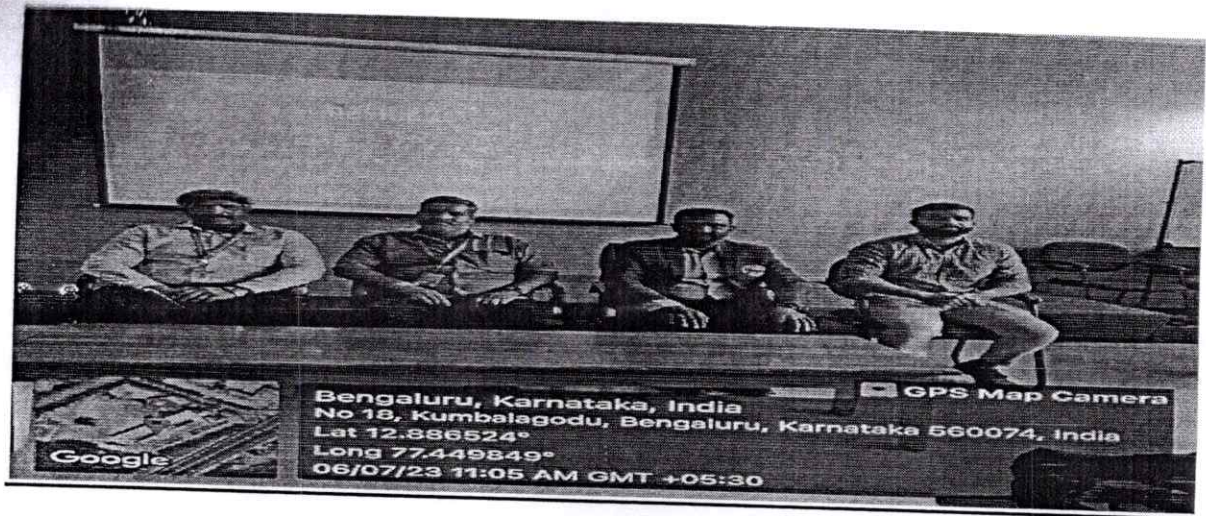 GPS Map Camera
Bengaluru, Karnataka, India
No 18, Kumbalagodu, Bengaluru, Karnataka 560074, India
Lat 12.886524°
Long 77.449849°
06/07/23 11:05 AM GMT +05:30
Google